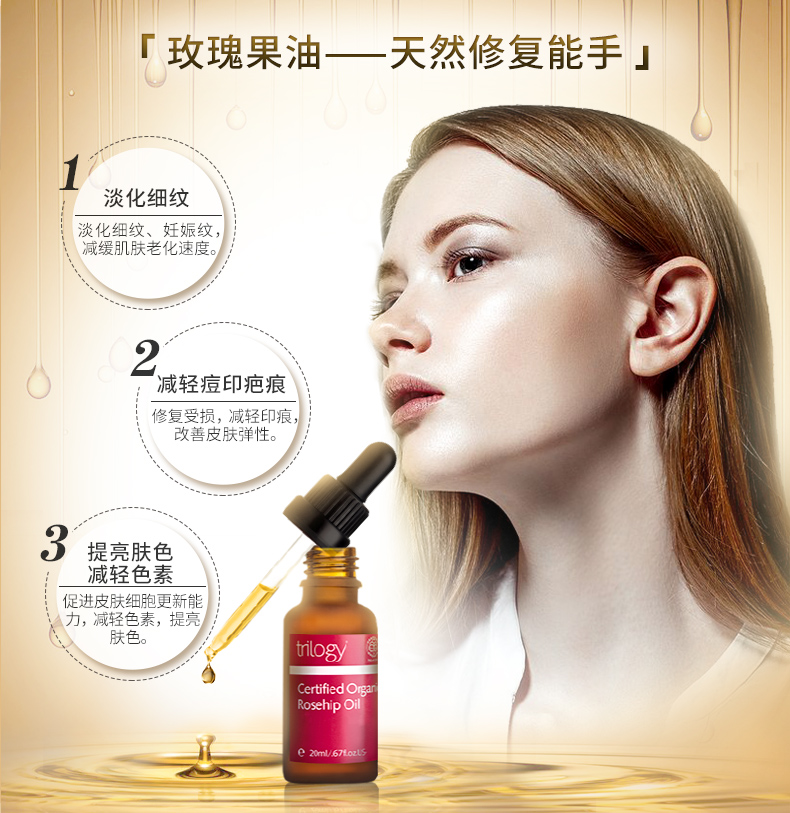 「玫瑰果油——天然修复能手」
1
淡化细纹
淡化细纹、妊娠纹，
减缓肌肤老化速度。
2
减轻痘印疤痕
修复受损，减轻印痕，
改善皮肤弹性。
3
提亮肤色
减轻色素
促进皮肤细胞更新能
力，减轻色素，提亮
肤色。
trilogy
Certified Organ
Rosehip Oil
e 20ml/.67fl.oz.US